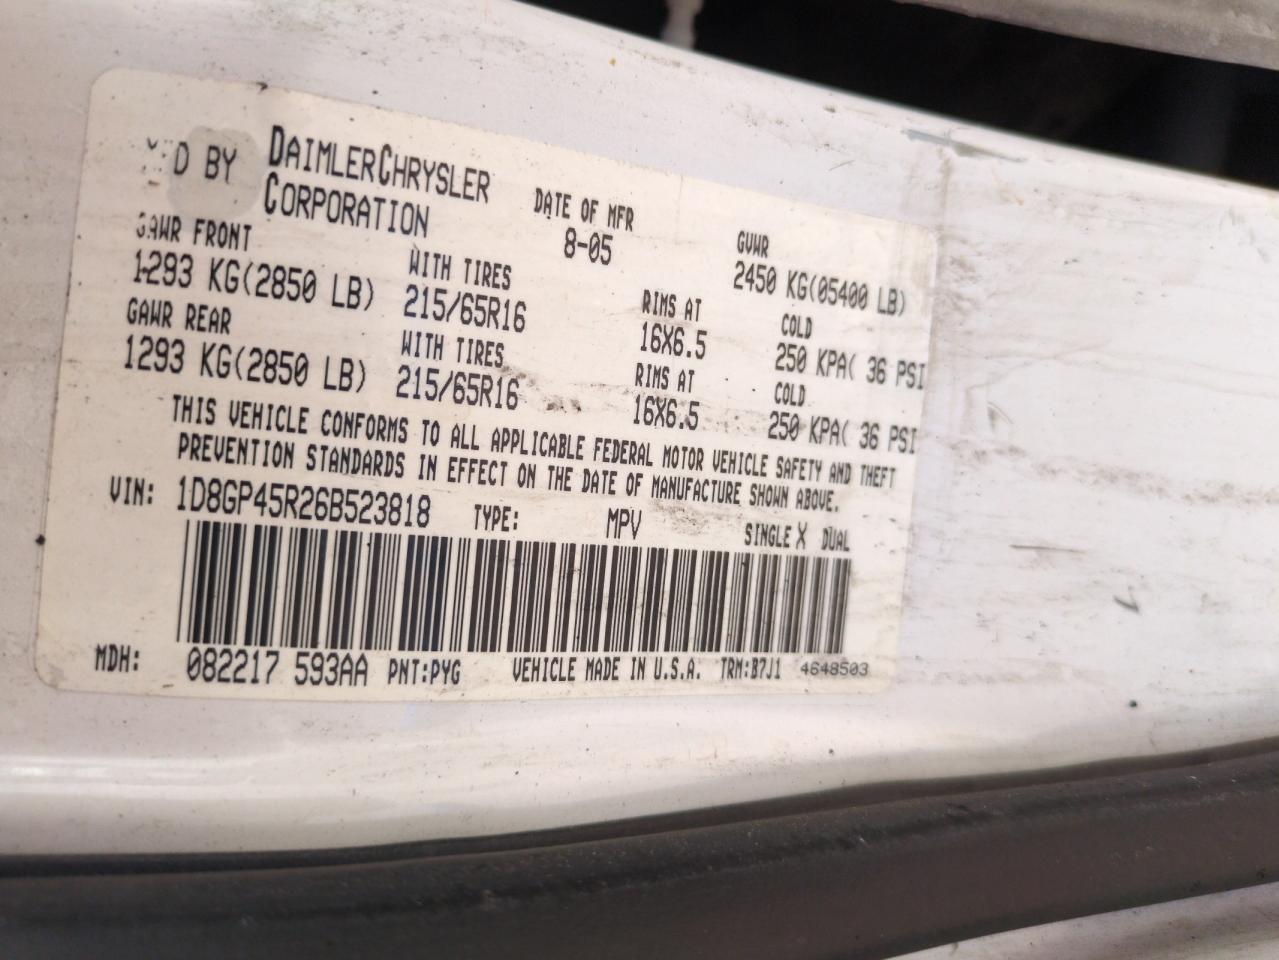 MFD BY DAIMLERCHRYSLER CORPORATION
DATE OF MFR 8-05
GVWR 2450 KG(05400 LB)
GAWR FRONT 1293 KG(2850 LB)
WITH TIRES 215/65R16
RIMS AT 16X6.5
COLD 250 KPA( 36 PSI
GAWR REAR 1293 KG(2850 LB)
WITH TIRES 215/65R16
RIMS AT 16X6.5
COLD 250 KPA( 36 PSI
THIS VEHICLE CONFORMS TO ALL APPLICABLE FEDERAL MOTOR VEHICLE SAFETY AND THEFT
PREVENTION STANDARDS IN EFFECT ON THE DATE OF MANUFACTURE SHOWN ABOVE.
VIN: 1D8GP45R26B523818 TYPE: MPV SINGLE X DUAL
MDH: 082217 593AA PNT:PYG VEHICLE MADE IN U.S.A. TRM:B7J1 4648503